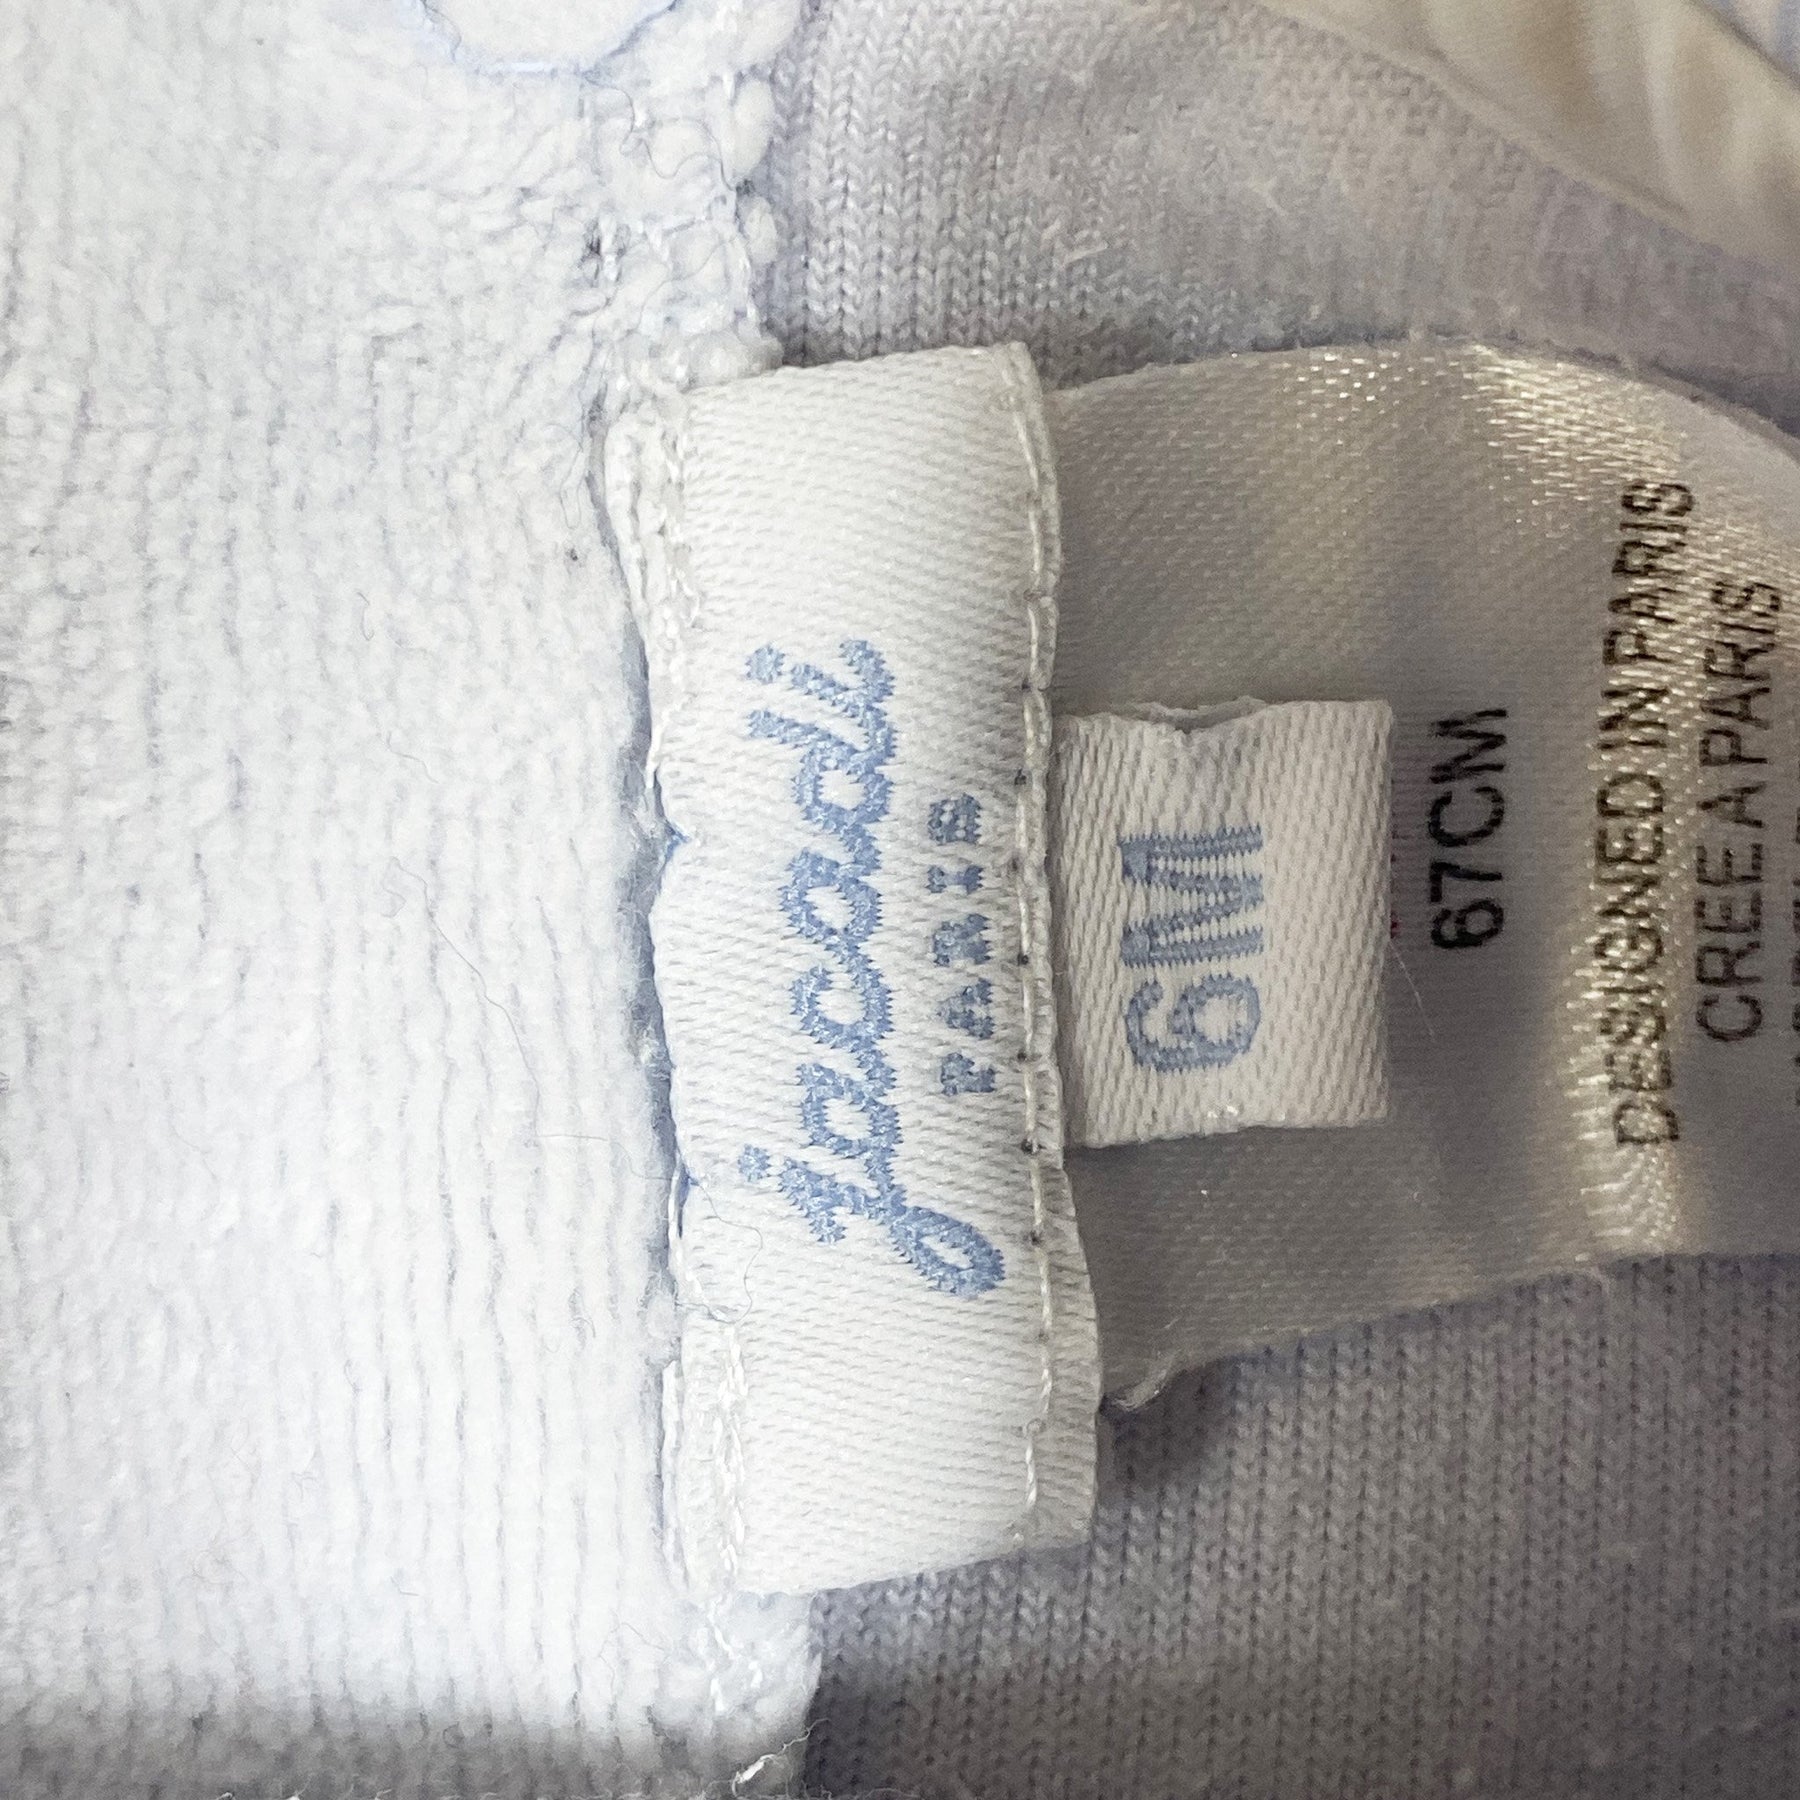 jacadi
PARIS
6M
67CM
DESIGNED IN PARIS
CREE A PARIS